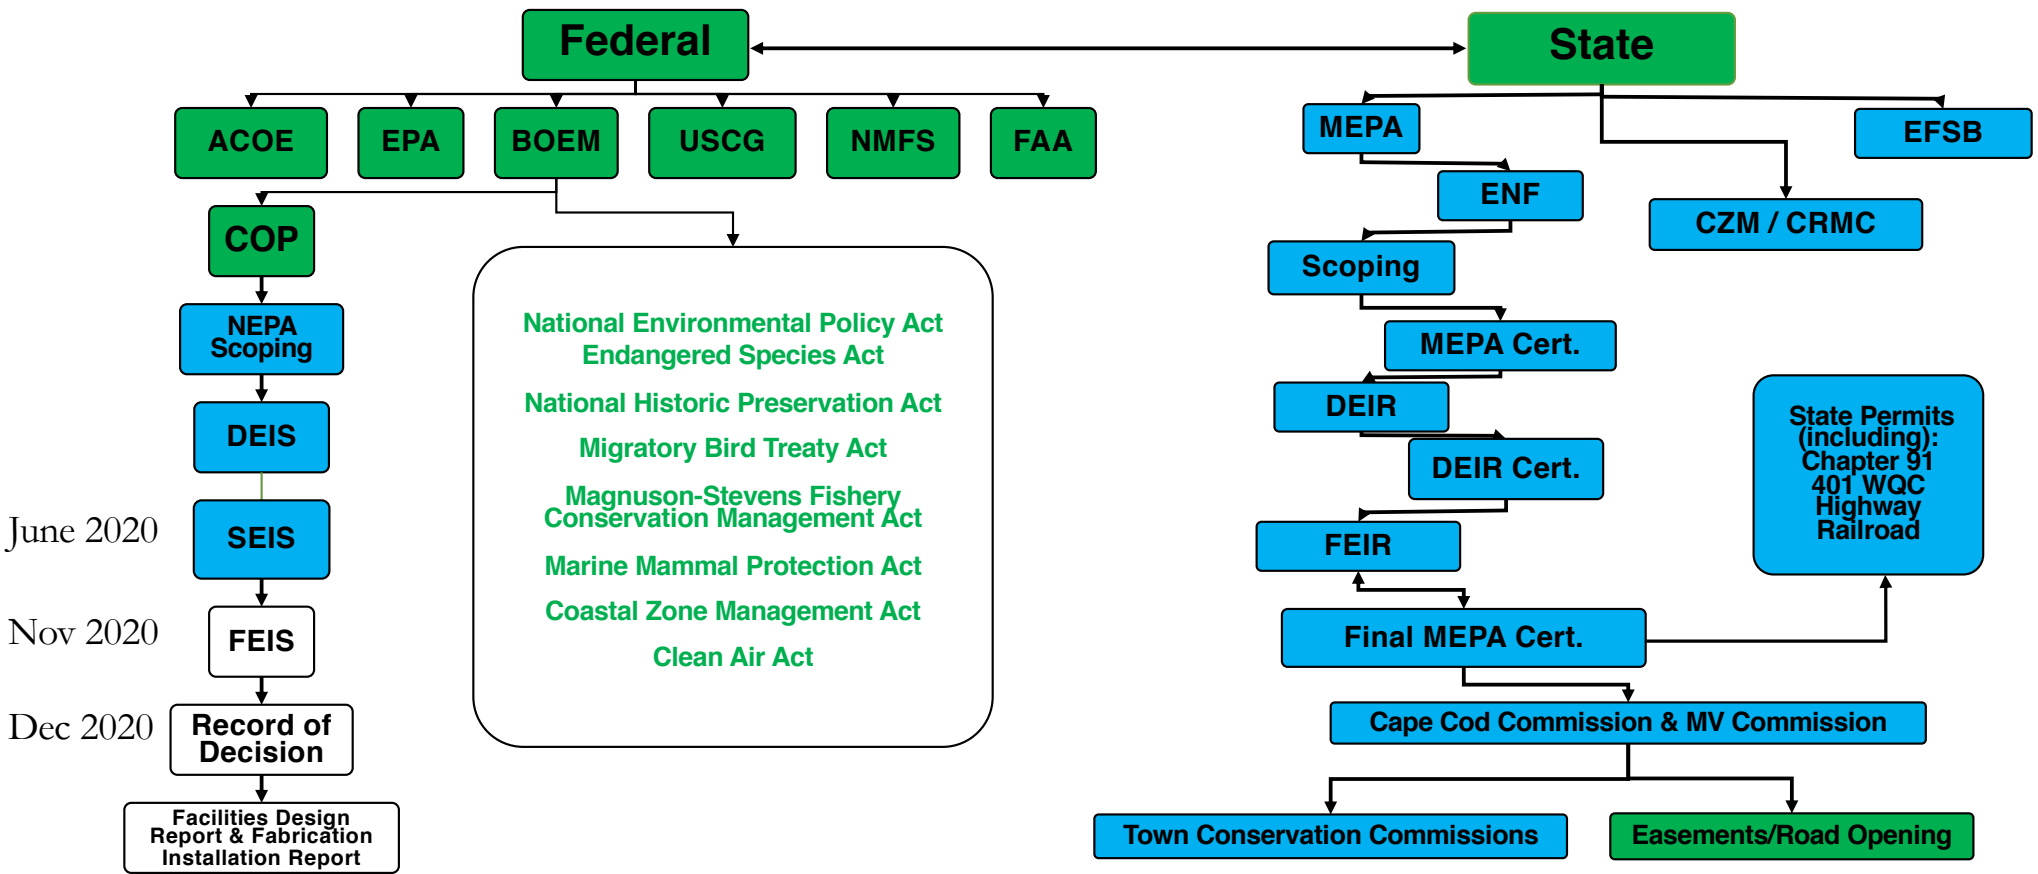 Federal
State
ACOE
EPA
BOEM
USCG
NMFS
FAA
MEPA
EFSB
ENF
COP
CZM / CRMC
Scoping
NEPA
Scoping
MEPA Cert.
DEIS
DEIR
DEIR Cert.
National Environmental Policy Act
Endangered Species Act
National Historic Preservation Act
Migratory Bird Treaty Act
Magnuson-Stevens Fishery
Conservation Management Act
Marine Mammal Protection Act
Coastal Zone Management Act
Clean Air Act
State Permits
(including):
Chapter 91
401 WQC
Highway
Railroad
June 2020
SEIS
FEIR
Nov 2020
FEIS
Final MEPA Cert.
Dec 2020
Record of
Decision
Cape Cod Commission & MV Commission
Facilities Design
Report & Fabrication
Installation Report
Town Conservation Commissions
Easements/Road Opening